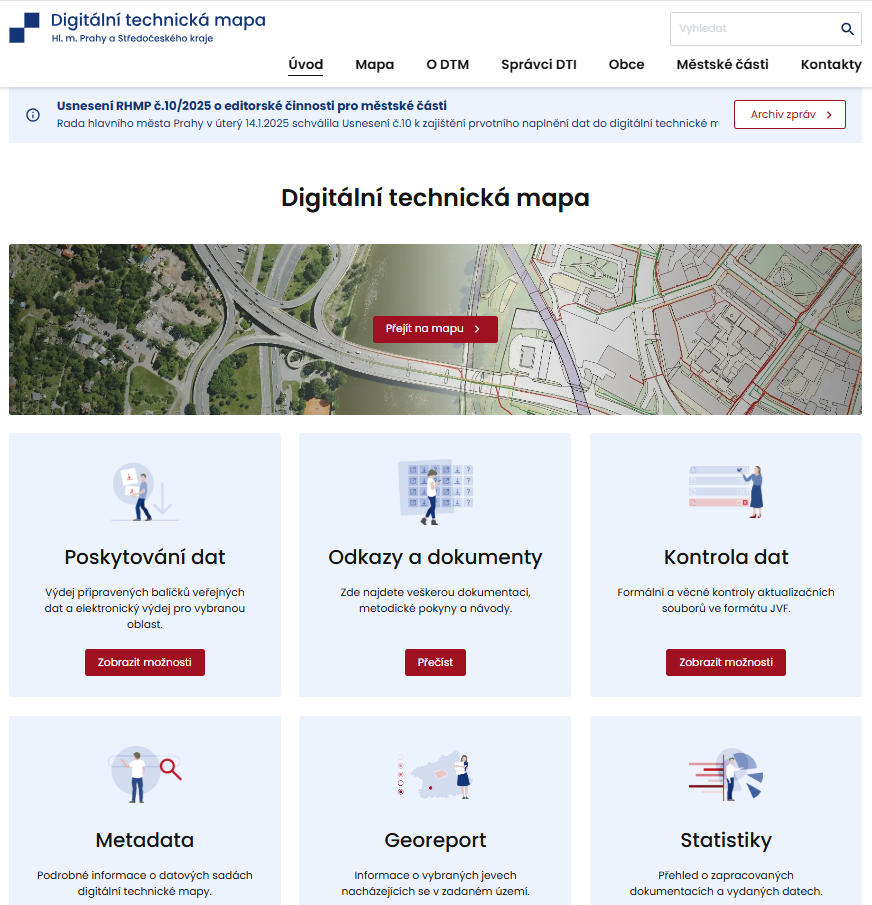 Digitální technická mapa
Hl. m. Prahy a Středočeského kraje
Vyhledat
Úvod Mapa O DTM Správci DTI Obce Městské části Kontakty
Usnesení RHMP č.10/2025 o editorské činnosti pro městské části
Rada hlavního města Prahy v úterý 14.1.2025 schválila Usnesení č.10 k zajištění prvotního naplnění dat do digitální technické m
Archiv zpráv
Digitální technická mapa
Přejít na mapu
Poskytování dat
Výdej připravených balíčků veřejných
dat a elektronický výdej pro vybranou
oblast.
Zobrazit možnosti
Odkazy a dokumenty
Zde najdete veškerou dokumentaci,
metodické pokyny a návody.
Přečíst
Kontrola dat
Formální a věcné kontroly aktualizačních
souborů ve formátu JVF.
Zobrazit možnosti
Metadata
Podrobné informace o datových sadách
digitální technické mapy.
Georeport
Informace o vybraných jevech
nacházejících se v zadaném území.
Statistiky
Přehled o zapracovaných
dokumentacích a vydaných datech.